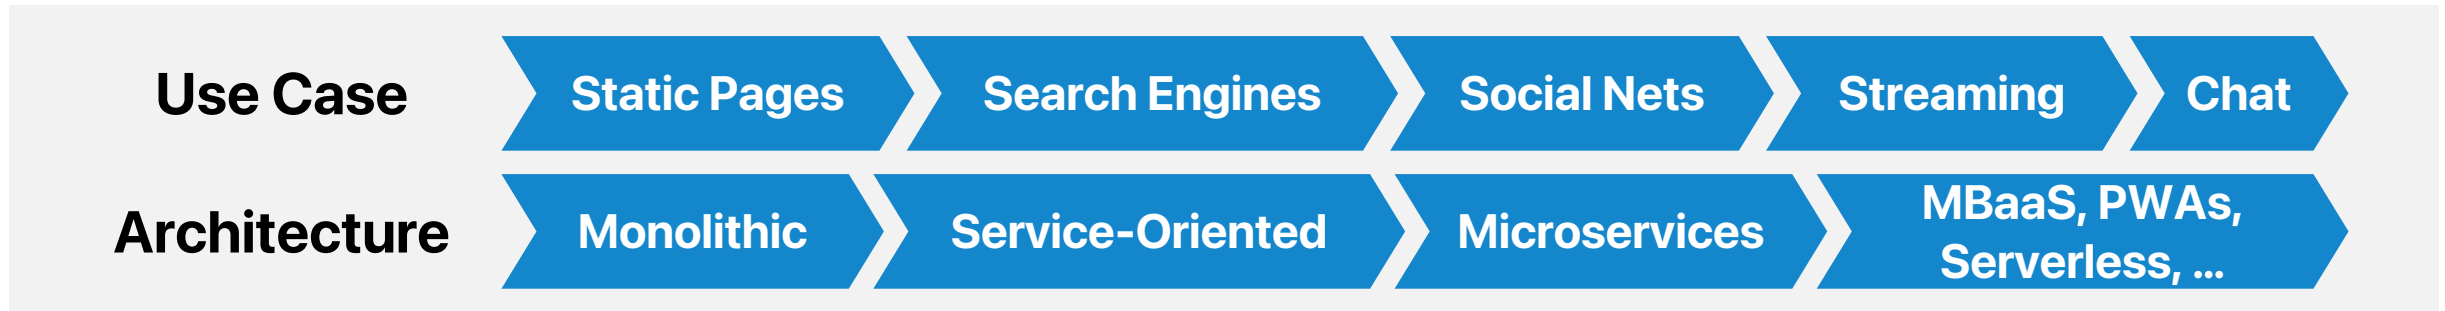 Use Case
Static Pages
Search Engines
Social Nets
Streaming
Chat
Architecture
Monolithic
Service-Oriented
Microservices
MBaaS, PWAs,
Serverless, ...